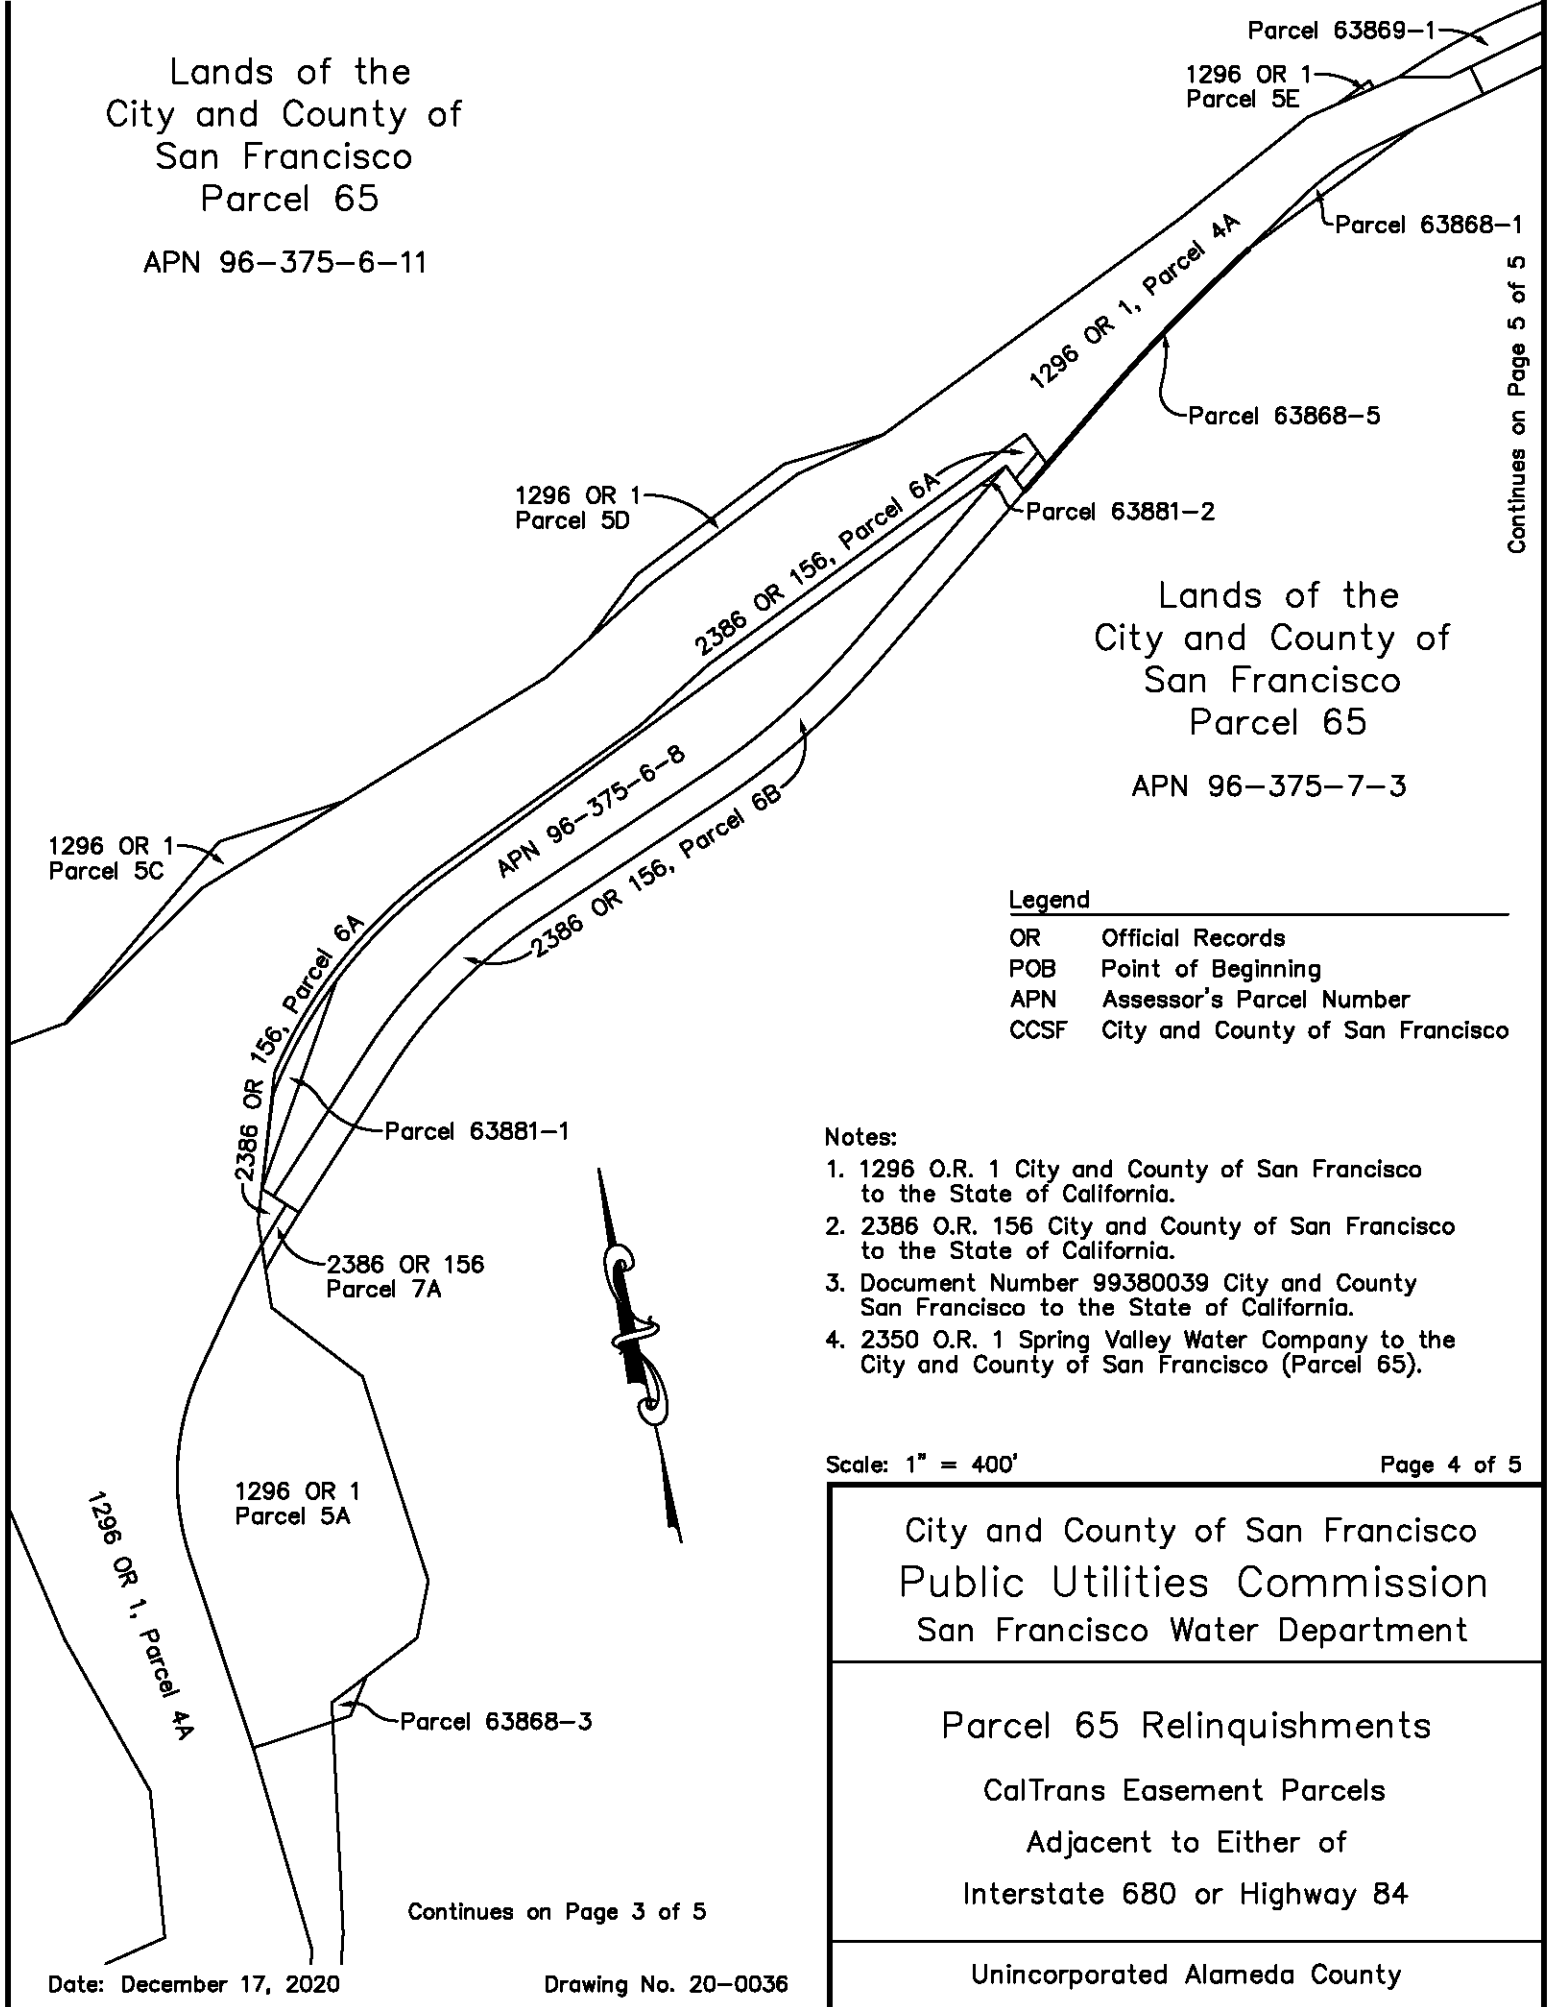 Lands of the
City and County of
San Francisco
Parcel 65
APN 96-375-6-11
Parcel 63869-1
1296 OR 1
Parcel 5E
Parcel 63868-1
1296 OR 1, Parcel 4A
Continues on Page 5 of 5
Parcel 63868-5
1296 OR 1
Parcel 5D
2386 OR 156, Parcel 6A
Parcel 63881-2
Lands of the
City and County of
San Francisco
Parcel 65
APN 96-375-7-3
APN 96-375-6-8
2386 OR 156, Parcel 6B
1296 OR 1
Parcel 5C
2386 OR 156, Parcel 6A
Legend
OR Official Records
POB Point of Beginning
APN Assessor's Parcel Number
CCSF City and County of San Francisco
Parcel 63881-1
2386 OR 156
Parcel 7A
Notes:
1. 1296 O.R. 1 City and County of San Francisco
to the State of California.
2. 2386 O.R. 156 City and County of San Francisco
to the State of California.
3. Document Number 99380039 City and County
San Francisco to the State of California.
4. 2350 O.R. 1 Spring Valley Water Company to the
City and County of San Francisco (Parcel 65).
1296 OR 1
Parcel 5A
1296 OR 1, Parcel 4A
Parcel 63868-3
Scale: 1" = 400'
Page 4 of 5
City and County of San Francisco
Public Utilities Commission
San Francisco Water Department
Parcel 65 Relinquishments
CalTrans Easement Parcels
Adjacent to Either of
Interstate 680 or Highway 84
Unincorporated Alameda County
Continues on Page 3 of 5
Date: December 17, 2020
Drawing No. 20-0036